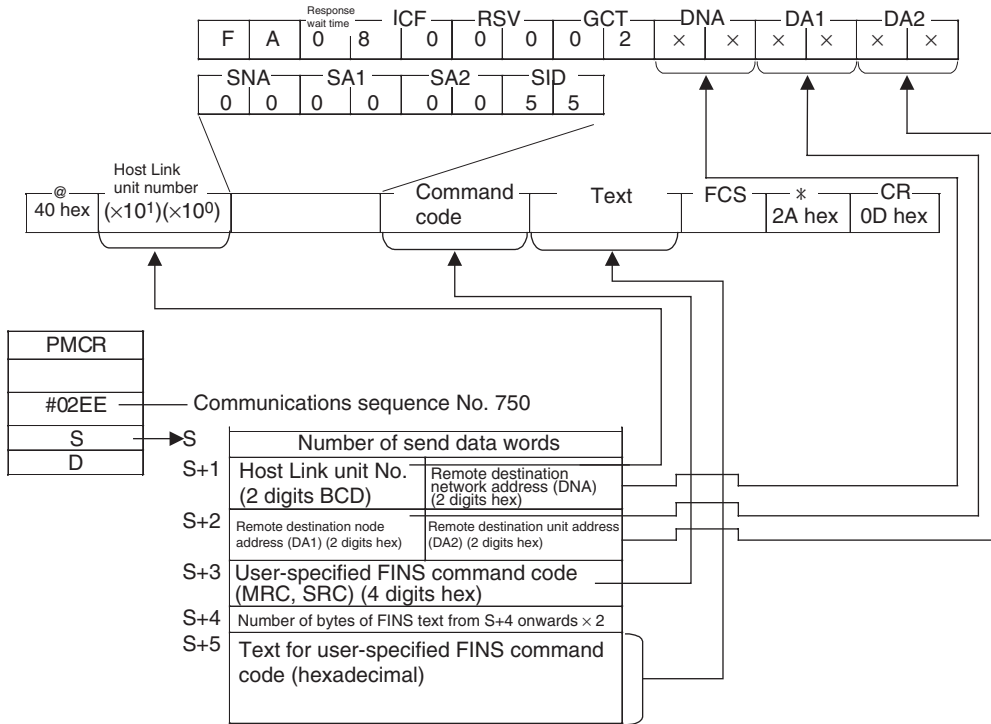 Response
wait time
ICF RSV GCT DNA DA1 DA2
F A 0 8 0 0 0 0 2 × × × × × ×
SNA SA1 SA2 SID
0 0 0 0 0 0 5 5
Host Link
unit number
@
40 hex
(×10¹)(×10⁰)
Command
code
Text
FCS
*
2A hex
CR
0D hex
PMCR
#02EE
S
D
Communications sequence No. 750
S
Number of send data words
S+1
Host Link unit No.
(2 digits BCD)
Remote destination
network address (DNA)
(2 digits hex)
S+2
Remote destination node
address (DA1) (2 digits hex)
Remote destination unit address
(DA2) (2 digits hex)
S+3
User-specified FINS command code
(MRC, SRC) (4 digits hex)
S+4
Number of bytes of FINS text from S+4 onwards × 2
S+5
Text for user-specified FINS command
code (hexadecimal)